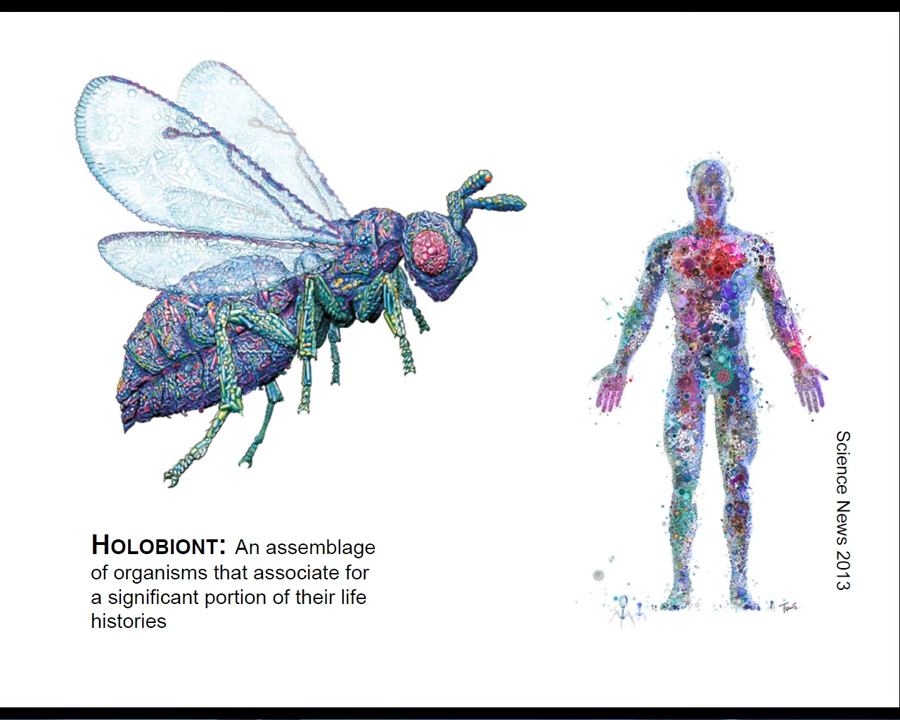 HOLOBIONT: An assemblage
of organisms that associate for
a significant portion of their life
histories
Science News 2013